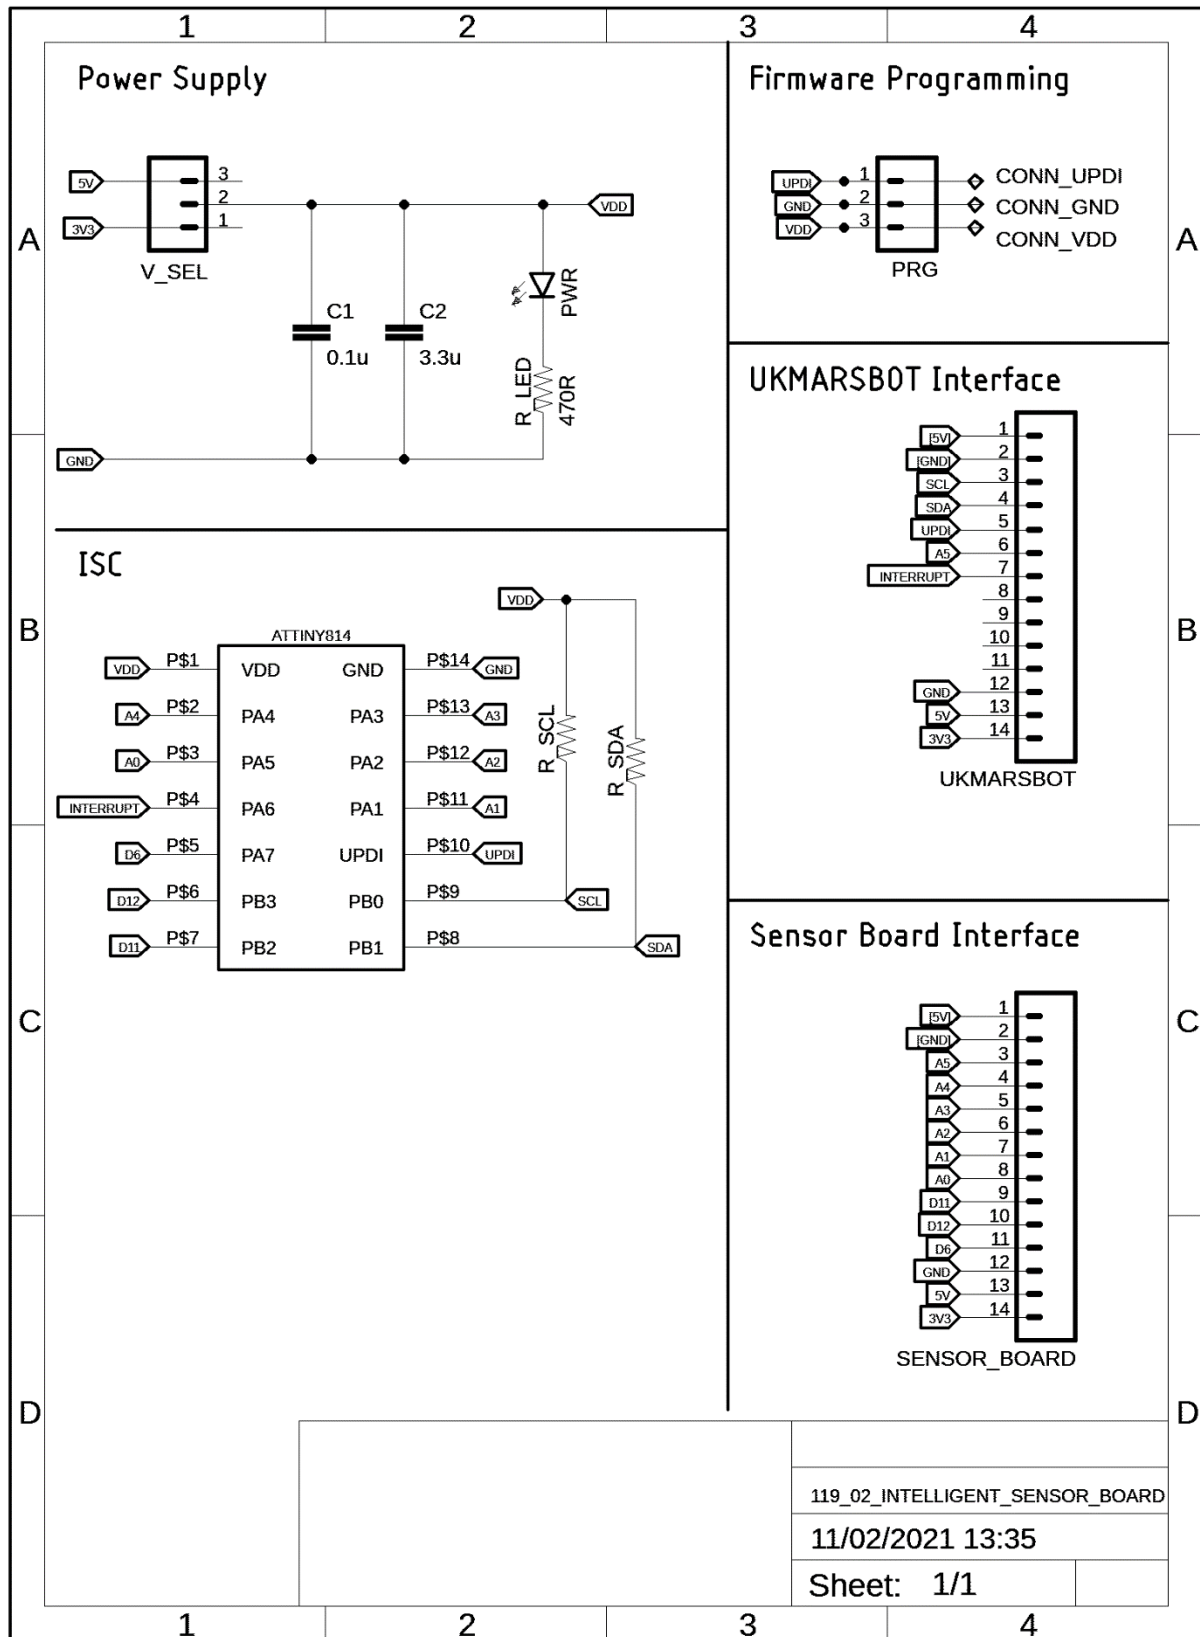 1 2 3 4
A
B
C
D
Power Supply
5V
3V3
3
2
1
V_SEL
VDD
C1
0.1u
C2
3.3u
PWR
R_LED
470R
GND
Firmware Programming
UPDI 1 CONN_UPDI
GND 2 CONN_GND
VDD 3 CONN_VDD
PRG
UKMARSBOT Interface
[5V] 1
[GND] 2
SCL 3
SDA 4
UPDI 5
A5 6
INTERRUPT 7
8
9
10
11
GND 12
5V 13
3V3 14
UKMARSBOT
ISC
VDD
ATTINY814
VDD P$1 VDD GND P$14 GND
A4 P$2 PA4 PA3 P$13 A3
A0 P$3 PA5 PA2 P$12 A2
INTERRUPT P$4 PA6 PA1 P$11 A1
D6 P$5 PA7 UPDI P$10 UPDI
D12 P$6 PB3 PB0 P$9 SCL
D11 P$7 PB2 PB1 P$8 SDA
R_SCL
R_SDA
Sensor Board Interface
[5V] 1
[GND] 2
A5 3
A4 4
A3 5
A2 6
A1 7
A0 8
D11 9
D12 10
D6 11
GND 12
5V 13
3V3 14
SENSOR_BOARD
A
B
C
D
119_02_INTELLIGENT_SENSOR_BOARD
11/02/2021 13:35
Sheet: 1/1
1 2 3 4